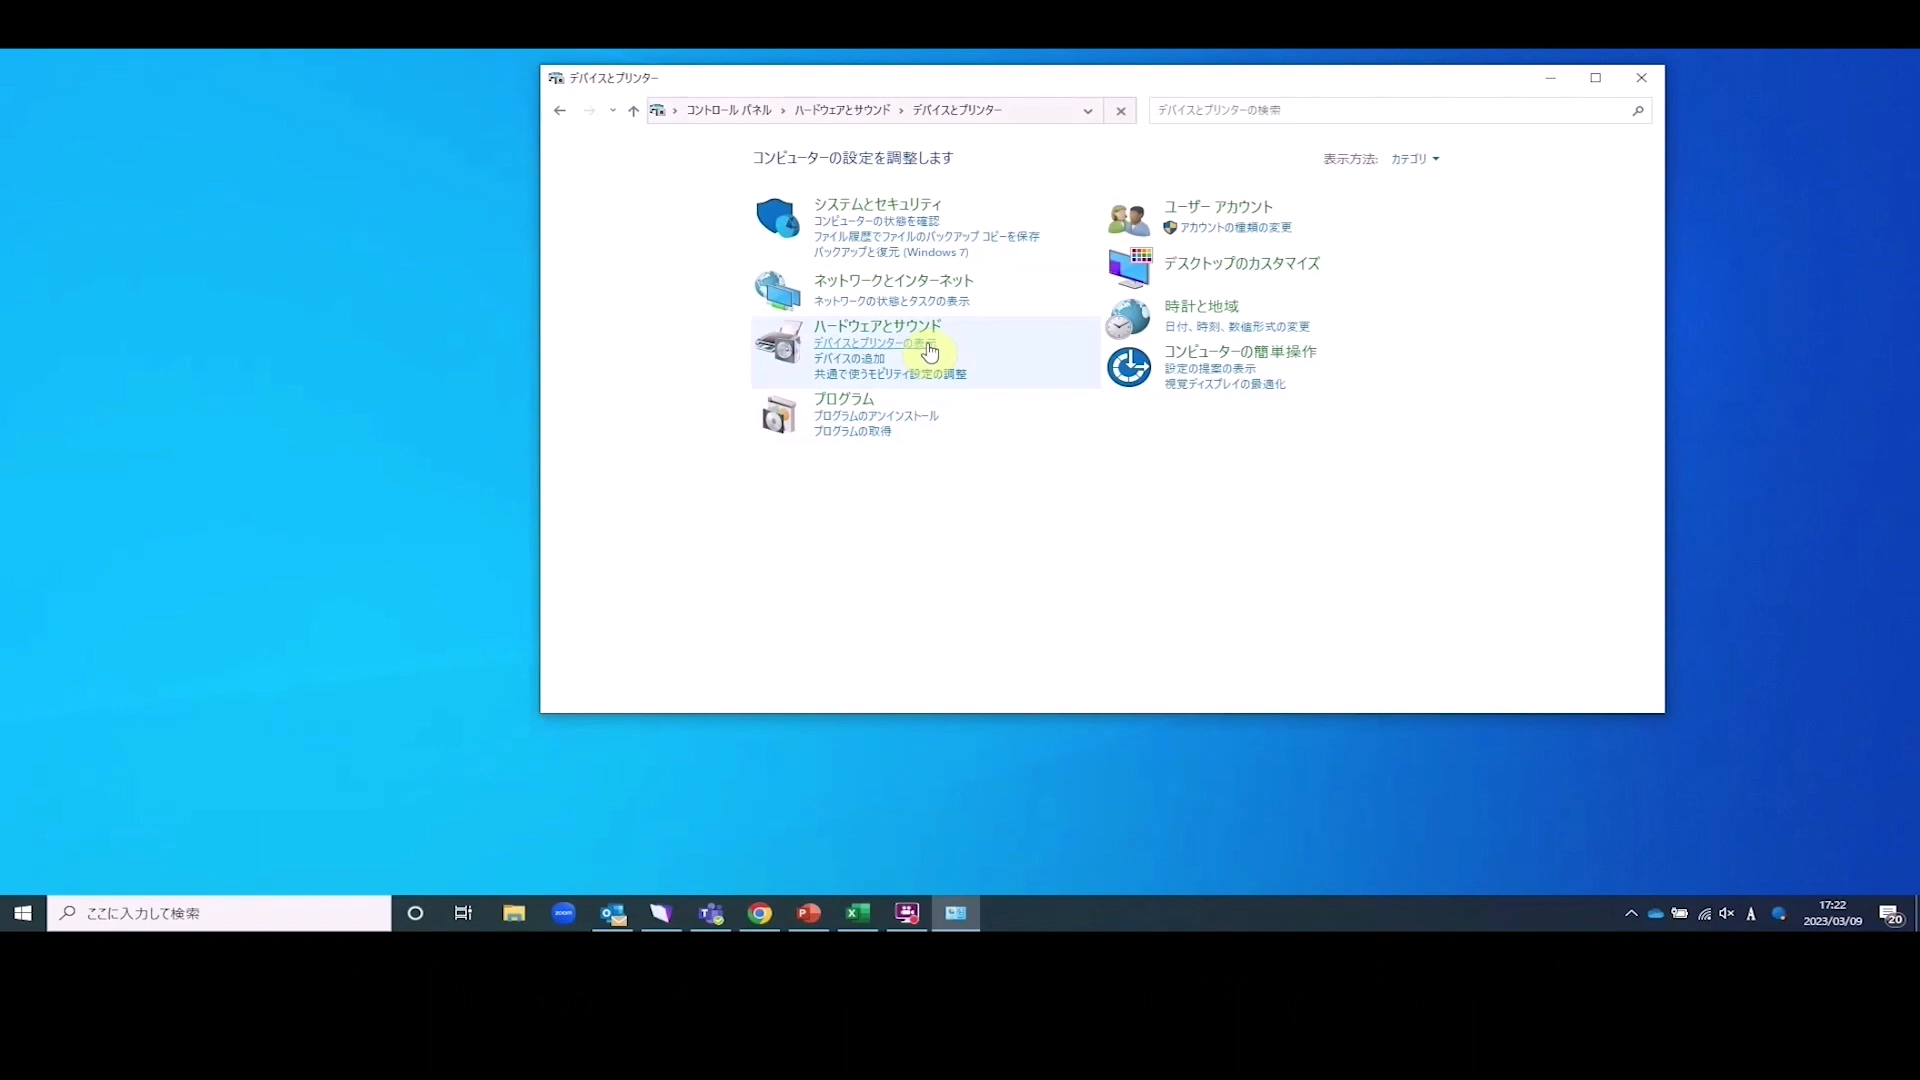 デバイスとプリンター
コントロール パネル › ハードウェアとサウンド › デバイスとプリンター
デバイスとプリンターの検索
コンピューターの設定を調整します
表示方法: カテゴリ
システムとセキュリティ
コンピューターの状態を確認
ファイル履歴でファイルのバックアップ コピーを保存
バックアップと復元 (Windows 7)
ネットワークとインターネット
ネットワークの状態とタスクの表示
ハードウェアとサウンド
デバイスとプリンターの表示
デバイスの追加
共通で使うモビリティ設定の調整
プログラム
プログラムのアンインストール
プログラムの取得
ユーザー アカウント
アカウントの種類の変更
デスクトップのカスタマイズ
時計と地域
日付、時刻、数値形式の変更
コンピューターの簡単操作
設定の提案の表示
視覚ディスプレイの最適化
ここに入力して検索
zoom
A
17:22
2023/03/09
20